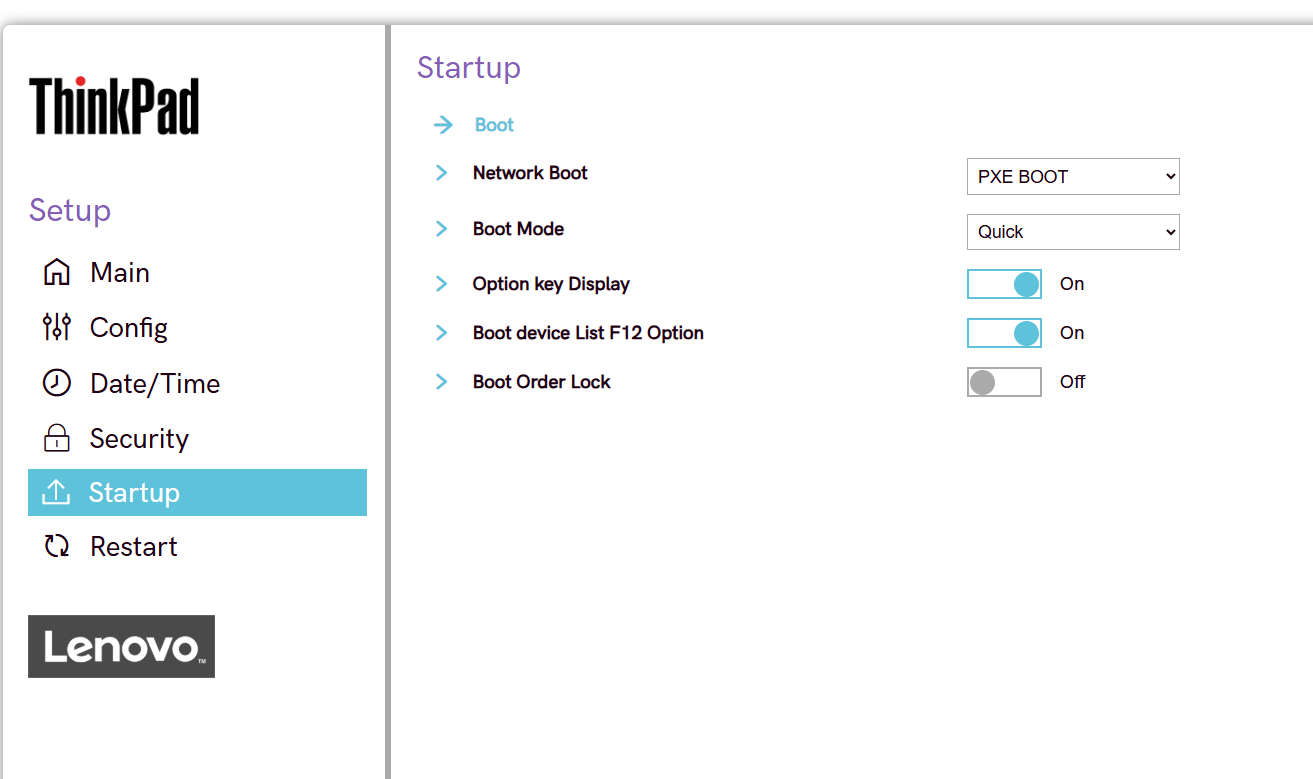 ThinkPad
Setup
Main
Config
Date/Time
Security
Startup
Restart
Lenovo™
Startup
Boot
Network Boot PXE BOOT
Boot Mode Quick
Option key Display On
Boot device List F12 Option On
Boot Order Lock Off